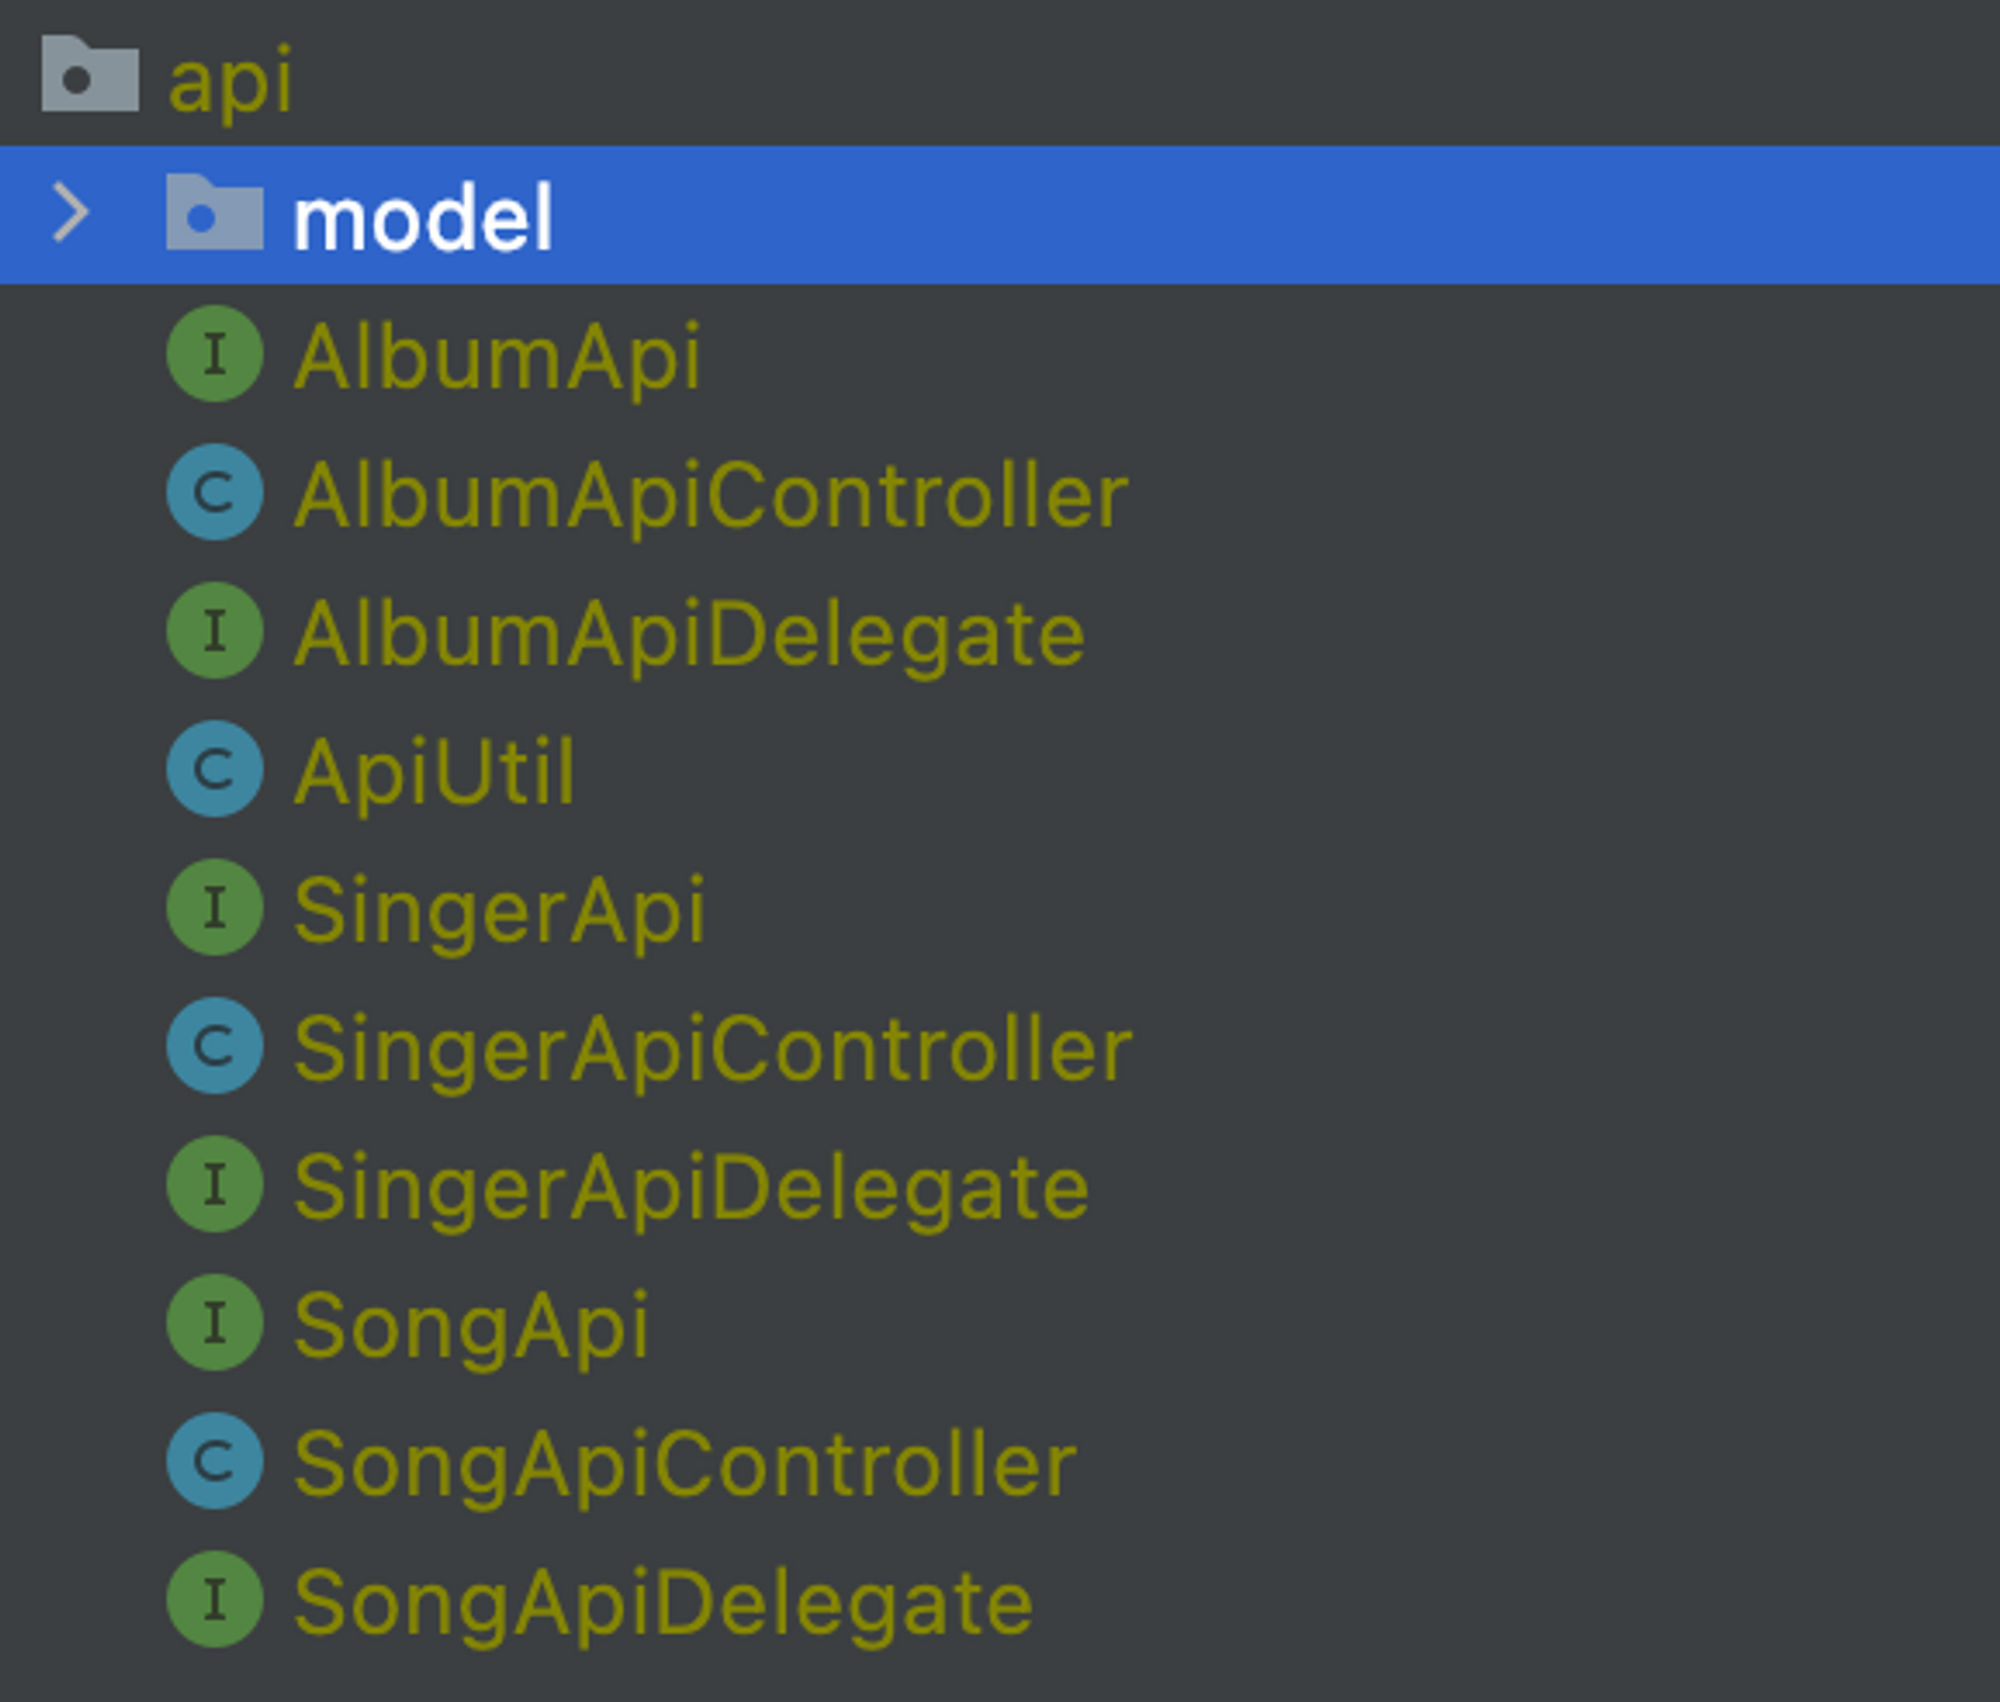 api
model
I AlbumApi
C AlbumApiController
I AlbumApiDelegate
C ApiUtil
I SingerApi
C SingerApiController
I SingerApiDelegate
I SongApi
C SongApiController
I SongApiDelegate